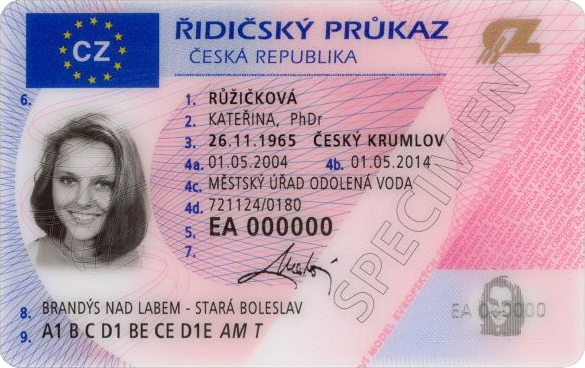 CZ
ŘIDIČSKÝ PRŮKAZ
ČESKÁ REPUBLIKA
6.
1. RŮŽIČKOVÁ
2. KATEŘINA, PhDr
3. 26.11.1965 ČESKÝ KRUMLOV
4a. 01.05.2004 4b. 01.05.2014
4c. MĚSTSKÝ ÚŘAD ODOLENÁ VODA
4d. 721124/0180
5. EA 000000
7.
8. BRANDÝS NAD LABEM - STARÁ BOLESLAV
9. A1 B C D1 BE CE D1E AM T
CZ
SPECIMEN
EA 000000
MODEL EVROPSKÝCH